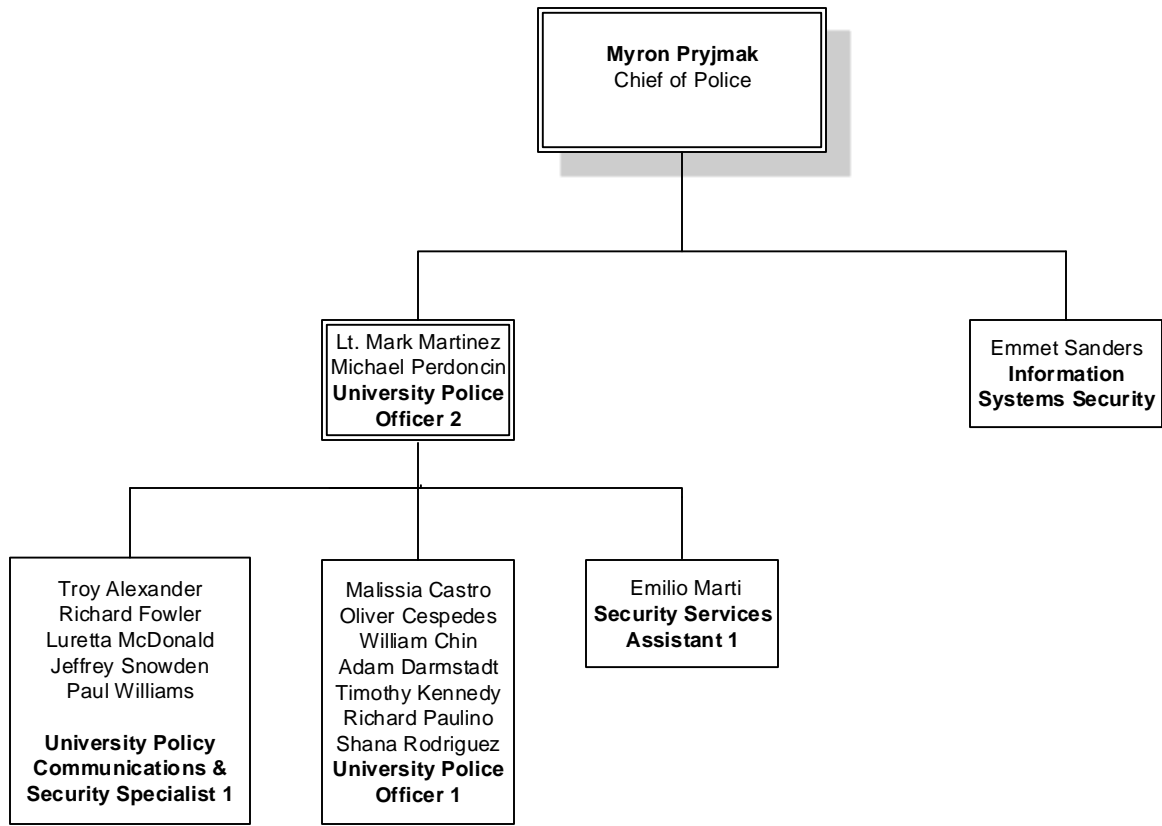 Myron Pryjmak
Chief of Police
Lt. Mark Martinez
Michael Perdoncin
University Police
Officer 2
Emmet Sanders
Information
Systems Security
Troy Alexander
Richard Fowler
Luretta McDonald
Jeffrey Snowden
Paul Williams
University Policy
Communications &
Security Specialist 1
Malissia Castro
Oliver Cespedes
William Chin
Adam Darmstadt
Timothy Kennedy
Richard Paulino
Shana Rodriguez
University Police
Officer 1
Emilio Marti
Security Services
Assistant 1